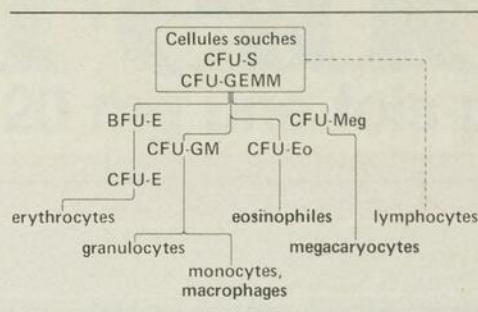 Cellules souches
CFU-S
CFU-GEMM
BFU-E
CFU-Meg
CFU-GM
CFU-Eo
CFU-E
erythrocytes
eosinophiles
lymphocytes
granulocytes
megacaryocytes
monocytes,
macrophages